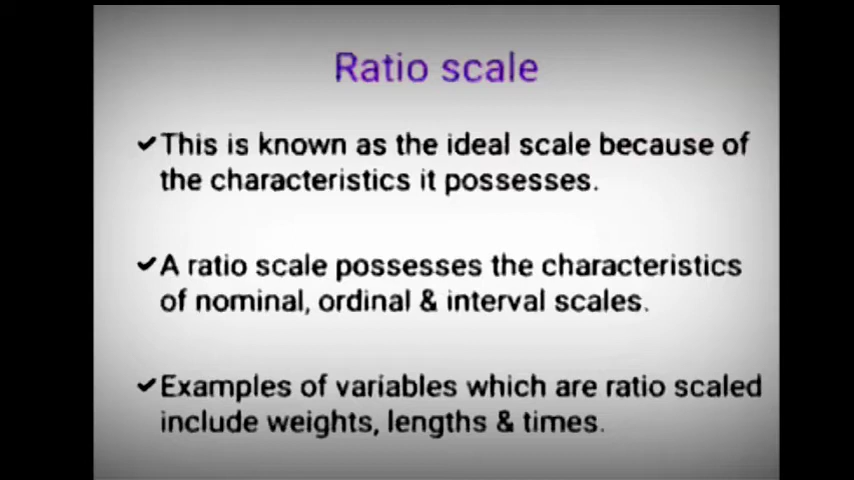 Ratio scale
✔This is known as the ideal scale because of
the characteristics it possesses.
✔A ratio scale possesses the characteristics
of nominal, ordinal & interval scales.
✔Examples of variables which are ratio scaled
include weights, lengths & times.